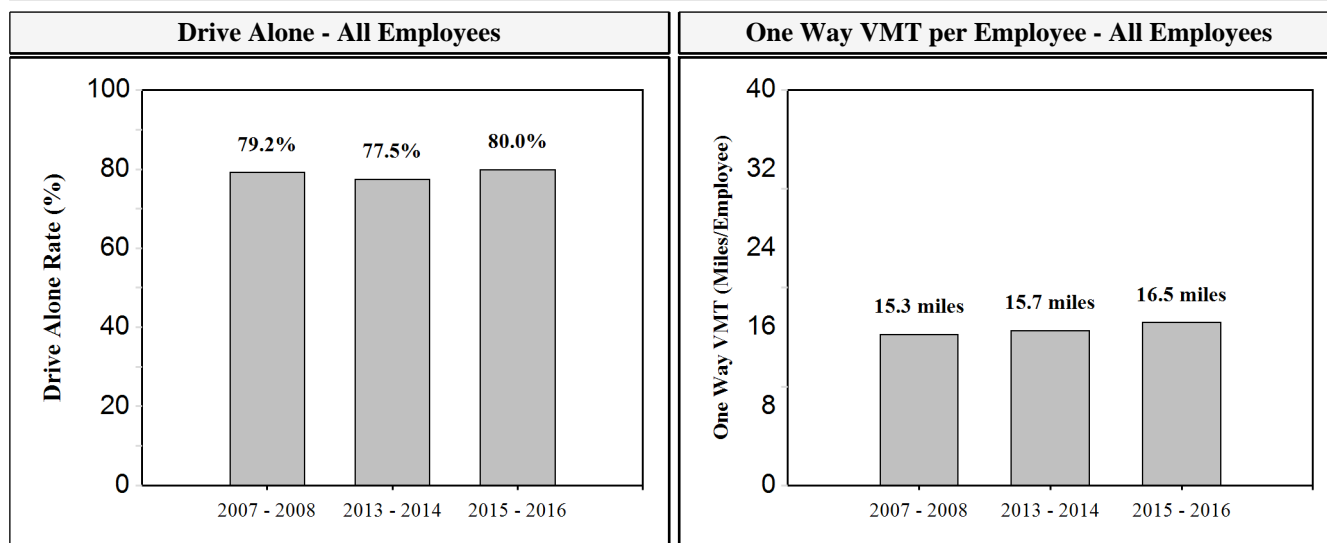 Drive Alone - All Employees
One Way VMT per Employee - All Employees
Drive Alone Rate (%)
100
80
60
40
20
0
79.2%
77.5%
80.0%
2007 - 2008
2013 - 2014
2015 - 2016
One Way VMT (Miles/Employee)
40
32
24
16
8
0
15.3 miles
15.7 miles
16.5 miles
2007 - 2008
2013 - 2014
2015 - 2016